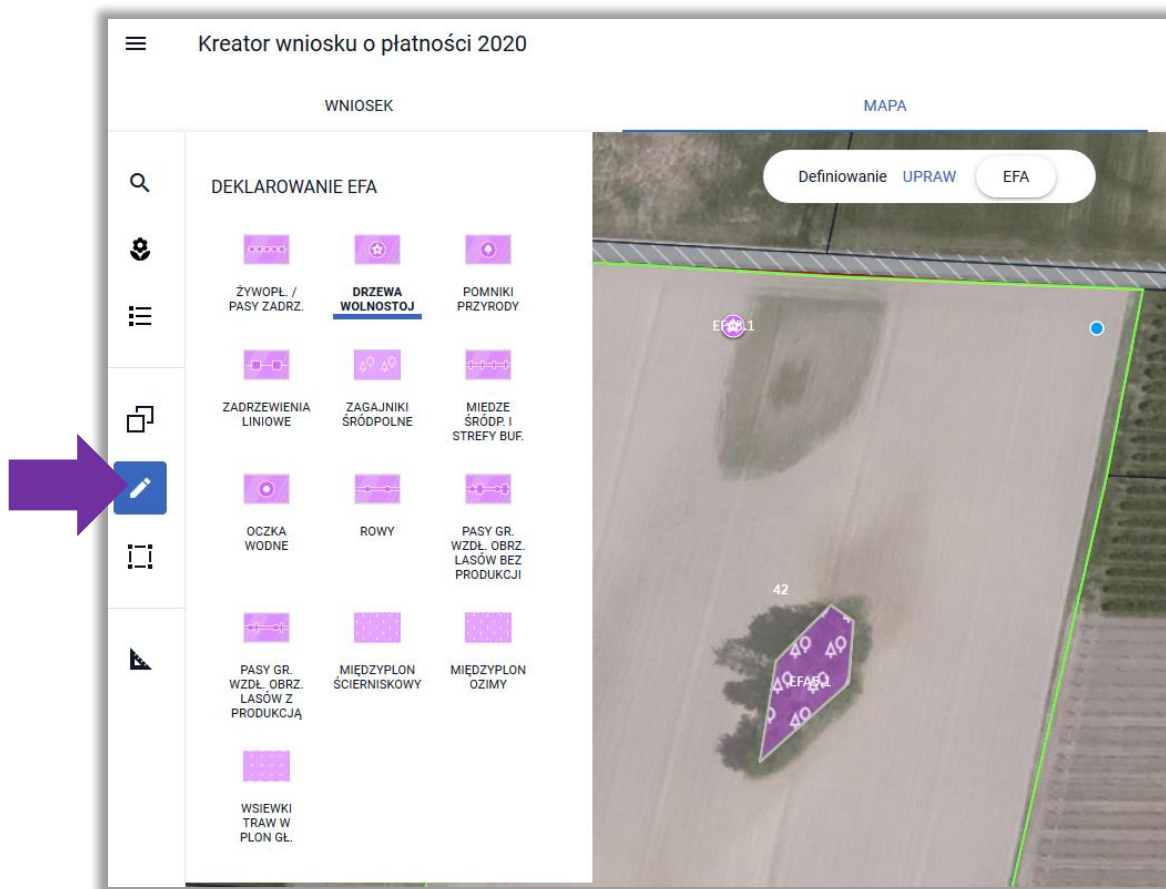 Kreator wniosku o płatności 2020
WNIOSEK
MAPA
DEKLAROWANIE EFA
Definiowanie UPRAW EFA
ŻYWOPŁ. /
PASY ZADRZ.
DRZEWA
WOLNOSTOJ
POMNIKI
PRZYRODY
ZADRZEWIENIA
LINIOWE
ZAGAJNIKI
ŚRÓDPOLNE
MIEDZE
ŚRÓDP. I
STREFY BUF.
OCZKA
WODNE
ROWY
PASY GR.
WZDŁ. OBRZ.
LASÓW BEZ
PRODUKCJI
PASY GR.
WZDŁ. OBRZ.
LASÓW Z
PRODUKCJĄ
MIĘDZYPLON
ŚCIERNISKOWY
MIĘDZYPLON
OZIMY
WSIEWKI
TRAW W
PLON GŁ.
42
EFA5.1